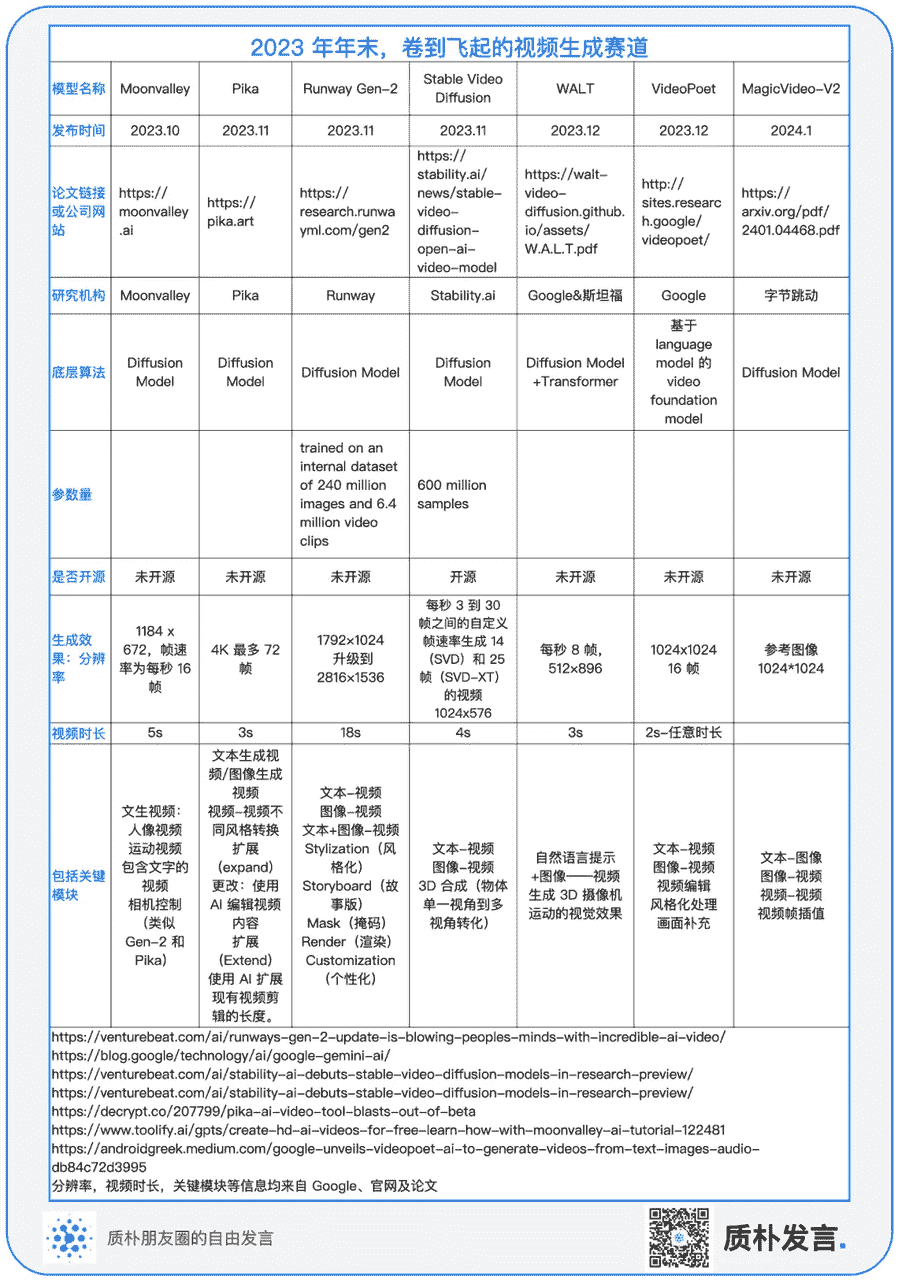 2023 年年末，卷到飞起的视频生成赛道
模型名称
Moonvalley
Pika
Runway Gen-2
Stable Video
Diffusion
WALT
VideoPoet
MagicVideo-V2
发布时间
2023.10
2023.11
2023.11
2023.11
2023.12
2023.12
2024.1
论文链接
或公司网
站
https://
moonvalley
.ai
https://
pika.art
https://
research.runwa
yml.com/gen2
https://
stability.ai/
news/stable-
video-
diffusion-
open-ai-
video-model
https://walt-
video-
diffusion.github.
io/assets/
W.A.L.T.pdf
http://
sites.researc
h.google/
videopoet/
https://
arxiv.org/pdf/
2401.04468.pdf
研究机构
Moonvalley
Pika
Runway
Stability.ai
Google&斯坦福
Google
字节跳动
底层算法
Diffusion
Model
Diffusion
Model
Diffusion Model
Diffusion
Model
Diffusion Model
+Transformer
基于
language
model 的
video
foundation
model
Diffusion Model
参数量
trained on an
internal dataset
of 240 million
images and 6.4
million video
clips
600 million
samples
是否开源
未开源
未开源
未开源
开源
未开源
未开源
未开源
生成效
果：分辨
率
1184 x
672，帧速
率为每秒 16
帧
4K 最多 72
帧
1792×1024
升级到
2816×1536
每秒 3 到 30
帧之间的自定义
帧速率生成 14
（SVD）和 25
帧（SVD-XT）
的视频
1024x576
每秒 8 帧，
512×896
1024x1024
16 帧
参考图像
1024*1024
视频时长
5s
3s
18s
4s
3s
2s-任意时长
包括关键
模块
文生视频：
人像视频
运动视频
包含文字的
视频
相机控制
（类似
Gen-2 和
Pika）
文本生成视
频/图像生成
视频
视频-视频不
同风格转换
扩展
（expand）
更改：使用
AI 编辑视频
内容
扩展
（Extend）
使用 AI 扩展
现有视频剪
辑的长度。
文本-视频
图像-视频
文本+图像-视频
Stylization（风
格化）
Storyboard（故
事版）
Mask（掩码）
Render（渲染）
Customization
（个性化）
文本-视频
图像-视频
3D 合成（物体
单一视角到多
视角转化）
自然语言提示
+图像——视频
生成 3D 摄像机
运动的视觉效果
文本-视频
图像-视频
视频编辑
风格化处理
画面补充
文本-图像
图像-视频
视频-视频
视频帧插值
https://venturebeat.com/ai/runways-gen-2-update-is-blowing-peoples-minds-with-incredible-ai-video/
https://blog.google/technology/ai/google-gemini-ai/
https://venturebeat.com/ai/stability-ai-debuts-stable-video-diffusion-models-in-research-preview/
https://venturebeat.com/ai/stability-ai-debuts-stable-video-diffusion-models-in-research-preview/
https://decrypt.co/207799/pika-ai-video-tool-blasts-out-of-beta
https://www.toolify.ai/gpts/create-hd-ai-videos-for-free-learn-how-with-moonvalley-ai-tutorial-122481
https://androidgreek.medium.com/google-unveils-videopoet-ai-to-generate-videos-from-text-images-audio-
db84c72d3995
分辨率，视频时长，关键模块等信息均来自 Google、官网及论文
质朴朋友圈的自由发言
质朴发言.